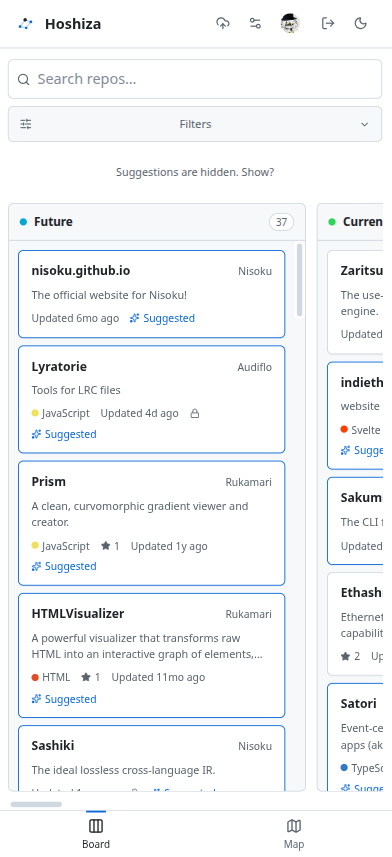 Hoshiza
Search repos...
Filters
Suggestions are hidden. Show?
Future 37
nisoku.github.io Nisoku
The official website for Nisoku!
Updated 6mo ago Suggested
Lyratorie Audiflo
Tools for LRC files
JavaScript Updated 4d ago
Suggested
Prism Rukamari
A clean, curvomorphic gradient viewer and
creator.
JavaScript 1 Updated 1y ago
Suggested
HTMLVisualizer Rukamari
A powerful visualizer that transforms raw
HTML into an interactive graph of elements,...
HTML 1 Updated 11mo ago
Suggested
Sashiki Nisoku
The ideal lossless cross-language IR.
Curren
Zaritsu
The use-
engine.
Updated
indieth
website
Svelte
Sugge
Sakum
The CLI
Updated
Ethash
Ethernet
capabilit
2 Up
Satori
Event-ce
apps (ak
TypeSc
Board
Map